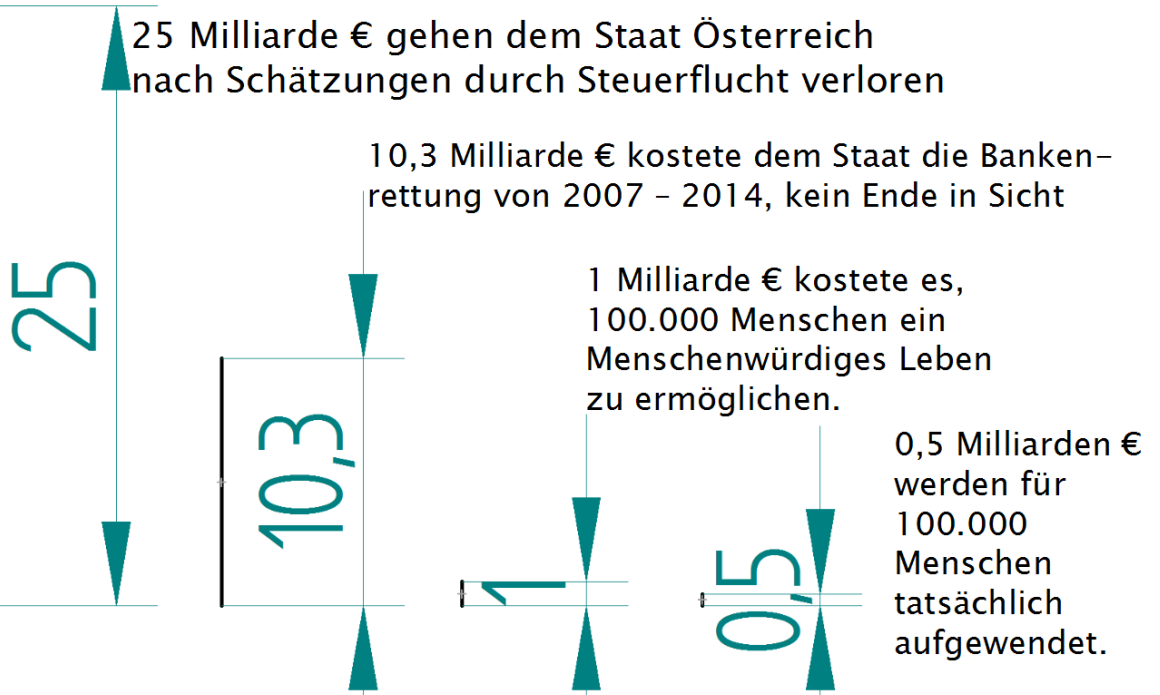 25 Milliarde € gehen dem Staat Österreich
nach Schätzungen durch Steuerflucht verloren
10,3 Milliarde € kostete dem Staat die Banken-
rettung von 2007 – 2014, kein Ende in Sicht
1 Milliarde € kostete es,
100.000 Menschen ein
Menschenwürdiges Leben
zu ermöglichen.
0,5 Milliarden €
werden für
100.000
Menschen
tatsächlich
aufgewendet.
25
10,3
1
0,5